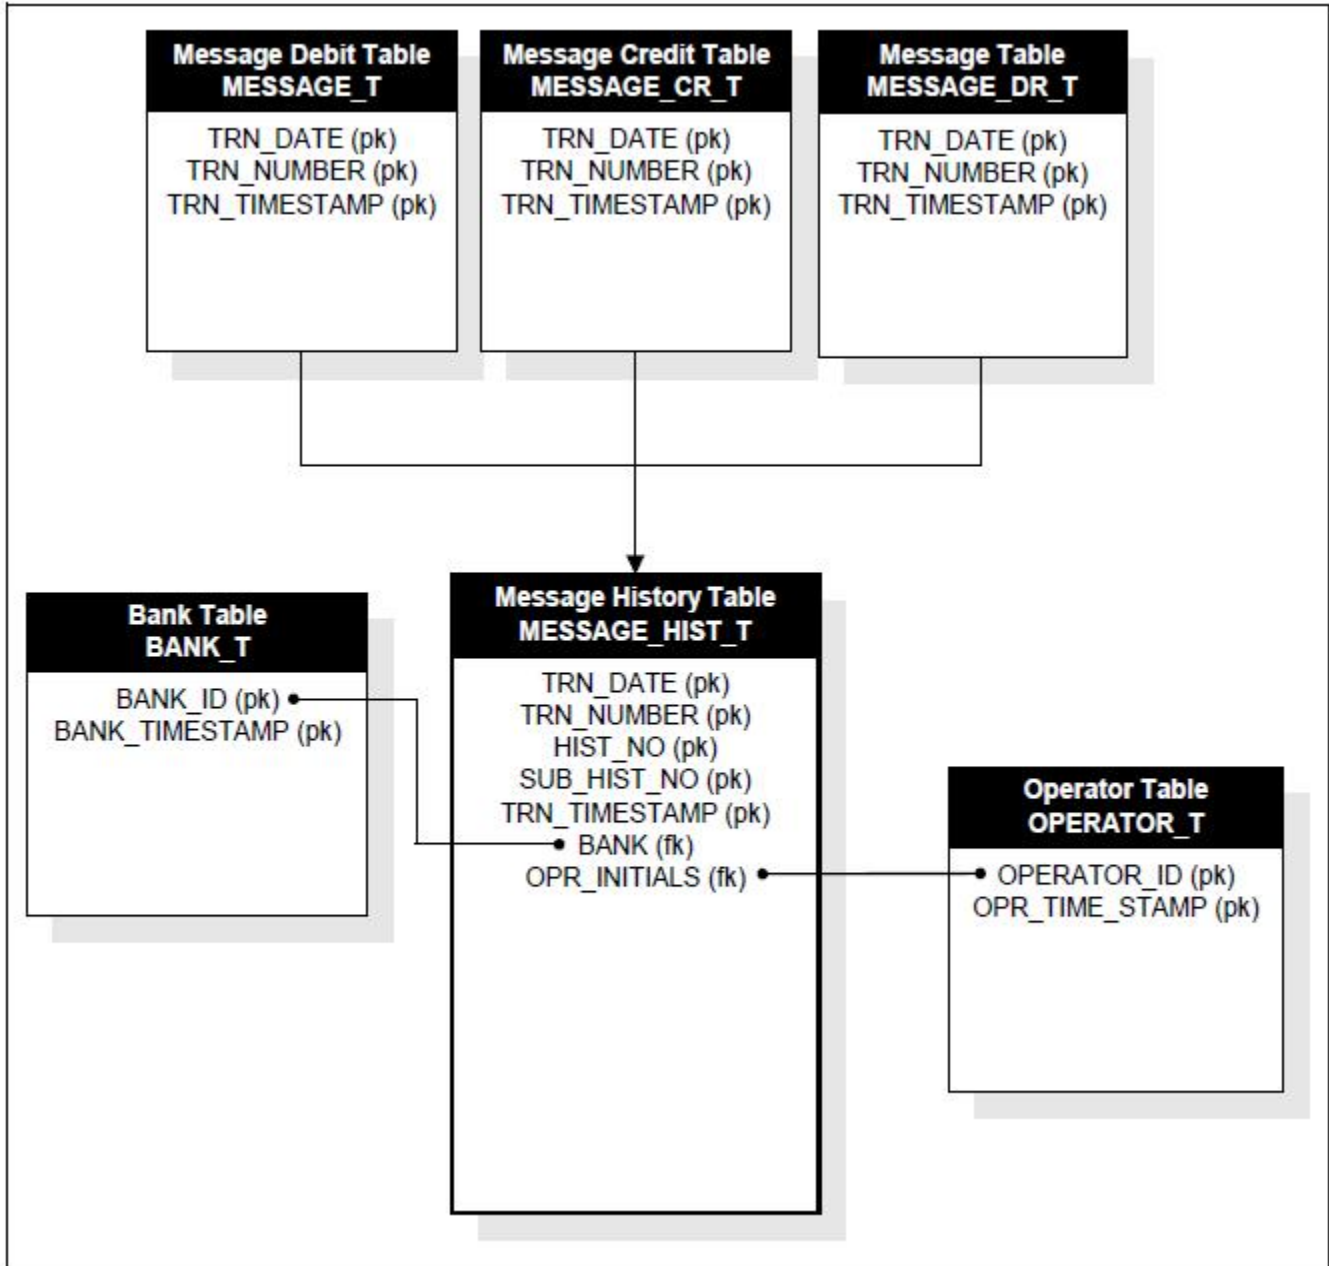 Message Debit Table
MESSAGE_T
TRN_DATE (pk)
TRN_NUMBER (pk)
TRN_TIMESTAMP (pk)
Message Credit Table
MESSAGE_CR_T
TRN_DATE (pk)
TRN_NUMBER (pk)
TRN_TIMESTAMP (pk)
Message Table
MESSAGE_DR_T
TRN_DATE (pk)
TRN_NUMBER (pk)
TRN_TIMESTAMP (pk)
Bank Table
BANK_T
BANK_ID (pk)
BANK_TIMESTAMP (pk)
Message History Table
MESSAGE_HIST_T
TRN_DATE (pk)
TRN_NUMBER (pk)
HIST_NO (pk)
SUB_HIST_NO (pk)
TRN_TIMESTAMP (pk)
BANK (fk)
OPR_INITIALS (fk)
Operator Table
OPERATOR_T
OPERATOR_ID (pk)
OPR_TIME_STAMP (pk)